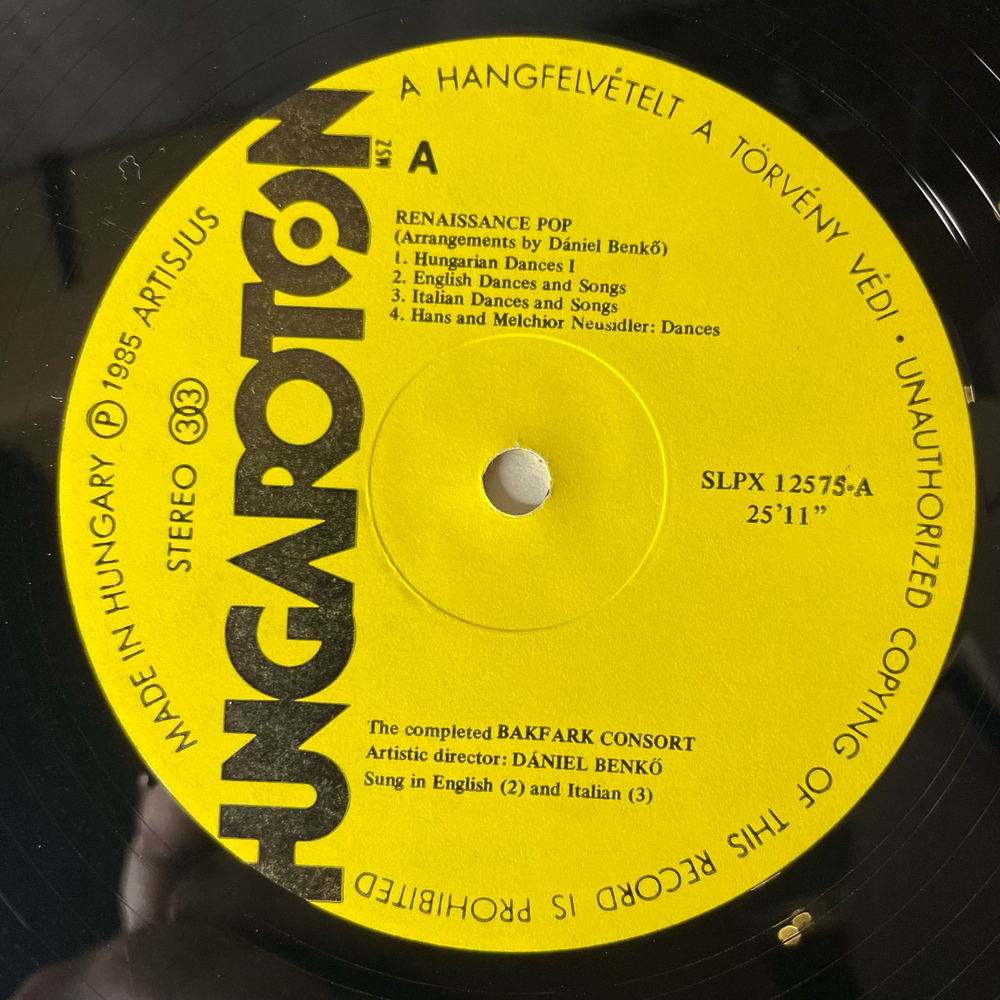 A HANGFELVÉTELT A TÖRVÉNY VÉDI • UNAUTHORIZED COPYING OF THIS RECORD IS PROHIBITED
MADE IN HUNGARY Ⓟ 1985 ARTISJUS
STEREO 33
HUNGAROTON
MSZ
A
RENAISSANCE POP
(Arrangements by Dániel Benkő)
1. Hungarian Dances I
2. English Dances and Songs
3. Italian Dances and Songs
4. Hans and Melchior Neusidler: Dances
SLPX 12575-A
25’11”
The completed BAKFARK CONSORT
Artistic director: DÁNIEL BENKŐ
Sung in English (2) and Italian (3)